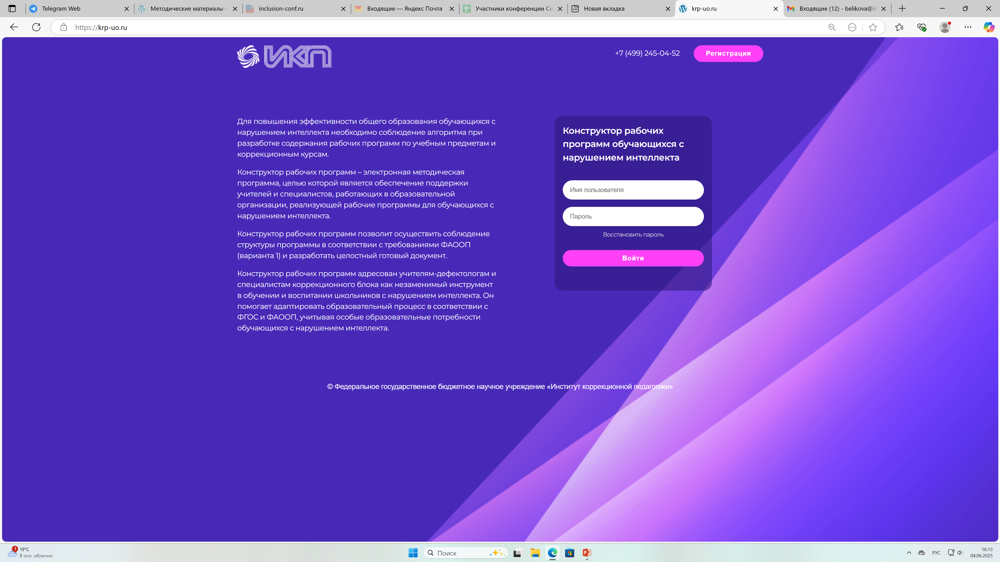 Telegram Web
Методические материалы –
inclusion-conf.ru
Входящие — Яндекс Почта
Участники конференции Си
Новая вкладка
krp-uo.ru
Входящие (12) - belikova@ik
https://krp-uo.ru
ИКП
+7 (499) 245-04-52
Регистрация
Для повышения эффективности общего образования обучающихся с
нарушением интеллекта необходимо соблюдение алгоритма при
разработке содержания рабочих программ по учебным предметам и
коррекционным курсам.
Конструктор рабочих программ – электронная методическая
программа, целью которой является обеспечение поддержки
учителей и специалистов, работающих в образовательной
организации, реализующей рабочие программы для обучающихся с
нарушением интеллекта.
Конструктор рабочих программ позволит осуществить соблюдение
структуры программы в соответствии с требованиями ФАООП
(варианта 1) и разработать целостный готовый документ.
Конструктор рабочих программ адресован учителям-дефектологам и
специалистам коррекционного блока как незаменимый инструмент
в обучении и воспитании школьников с нарушением интеллекта. Он
помогает адаптировать образовательный процесс в соответствии с
ФГОС и ФАООП, учитывая особые образовательные потребности
обучающихся с нарушением интеллекта.
Конструктор рабочих
программ обучающихся с
нарушением интеллекта
Имя пользователя
Пароль
Восстановить пароль
Войти
© Федеральное государственное бюджетное научное учреждение «Институт коррекционной педагогики»
1
19°C
В осн. облачно
Поиск
РУС
16:13
04.06.2025